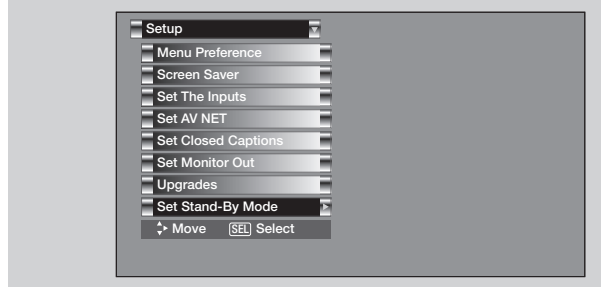 Setup
Menu Preference
Screen Saver
Set The Inputs
Set AV NET
Set Closed Captions
Set Monitor Out
Upgrades
Set Stand-By Mode
Move SEL Select